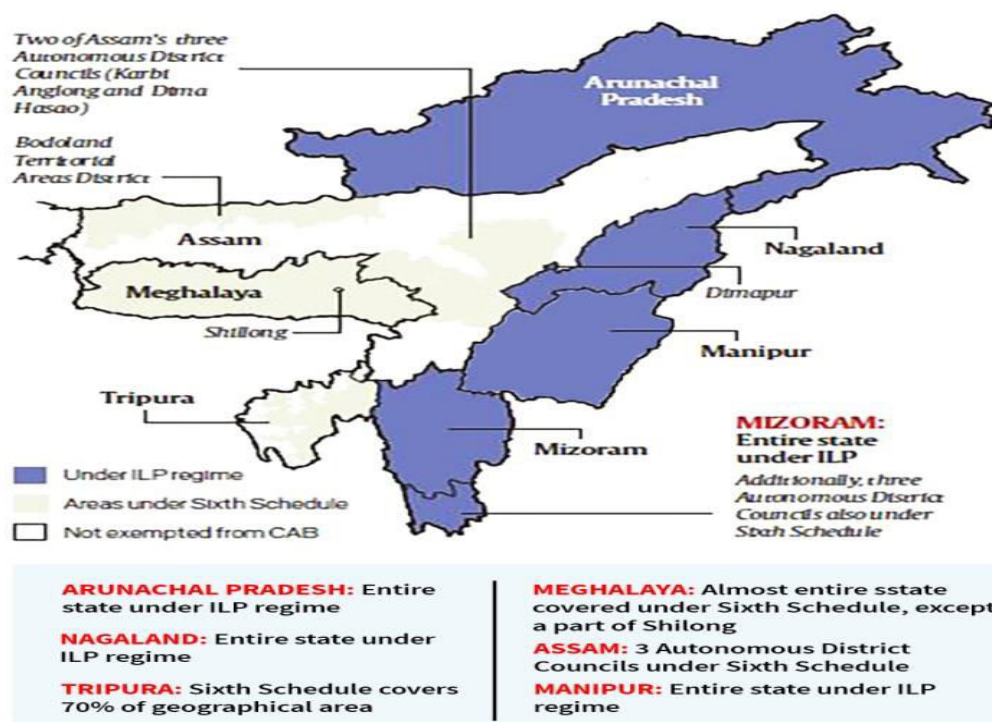 Two of Assam's three
Autonomous District
Councils (Karbi
Anglong and Dima
Hasao)
Bodoland
Territorial
Areas District
Arunachal
Pradesh
Assam
Meghalaya
Shillong
Nagaland
Dimapur
Manipur
Tripura
Mizoram
MIZORAM:
Entire state
under ILP
Additionally, three
Autonomous District
Councils also under
Sixth Schedule
Under ILP regime
Areas under Sixth Schedule
Not exempted from CAB
ARUNACHAL PRADESH: Entire
state under ILP regime
NAGALAND: Entire state under
ILP regime
TRIPURA: Sixth Schedule covers
70% of geographical area
MEGHALAYA: Almost entire sstate
covered under Sixth Schedule, except
a part of Shilong
ASSAM: 3 Autonomous District
Councils under Sixth Schedule
MANIPUR: Entire state under ILP
regime